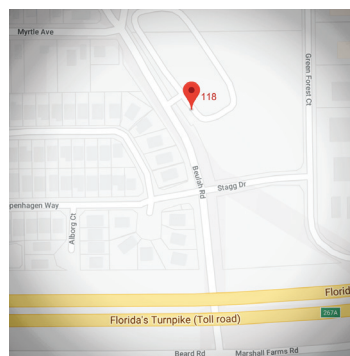 Myrtle Ave
Green Forest Ct
118
Beulah Rd
Stagg Dr
penhagen Way
Alborg Ct
Florid
267A
Florida's Turnpike (Toll road)
Beard Rd
Marshall Farms Rd